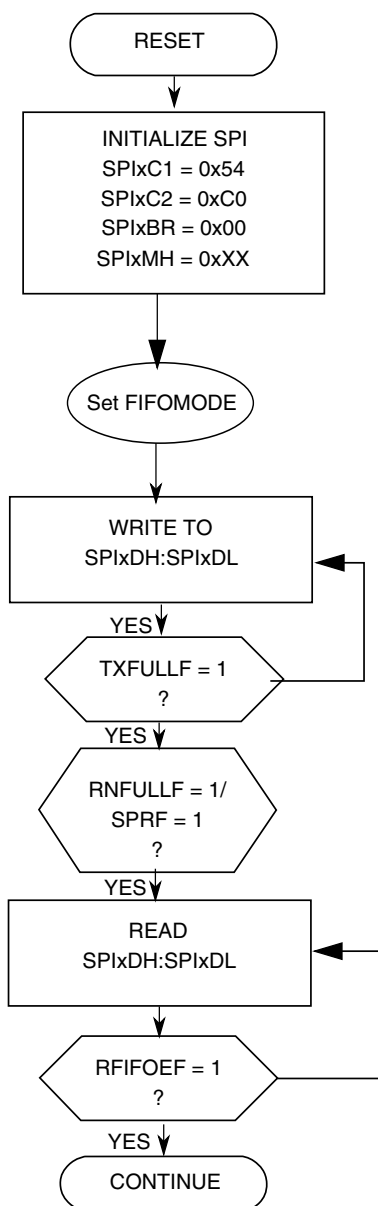 RESET
INITIALIZE SPI
SPIxC1 = 0x54
SPIxC2 = 0xC0
SPIxBR = 0x00
SPIxMH = 0xXX
Set FIFOMODE
WRITE TO
SPIxDH:SPIxDL
YES
TXFULLF = 1
?
YES
RNFULLF = 1/
SPRF = 1
?
YES
READ
SPIxDH:SPIxDL
RFIFOEF = 1
?
YES
CONTINUE